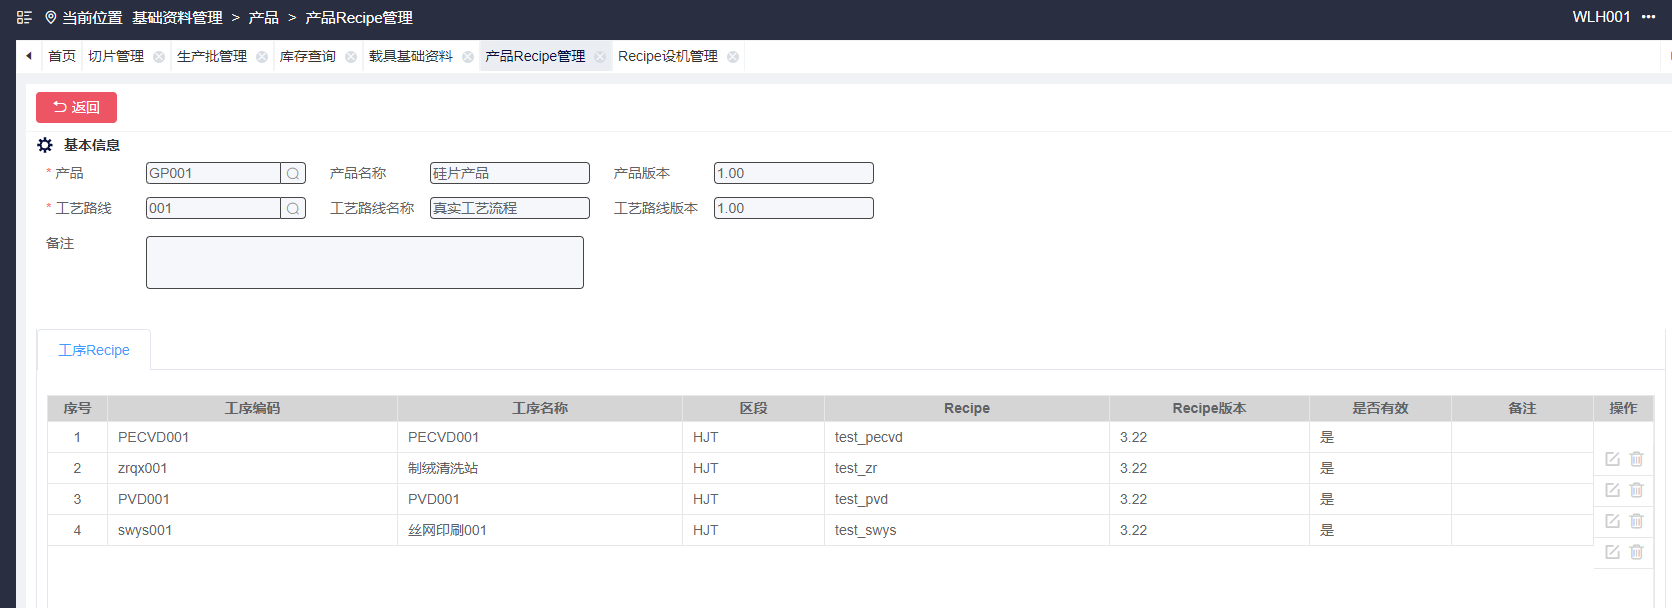 当前位置 基础资料管理 > 产品 > 产品Recipe管理 WLH001
首页 切片管理 生产批管理 库存查询 载具基础资料 产品Recipe管理 Recipe设机管理
返回
基本信息
* 产品 GP001 产品名称 硅片产品 产品版本 1.00
* 工艺路线 001 工艺路线名称 真实工艺流程 工艺路线版本 1.00
备注
工序Recipe
序号 工序编码 工序名称 区段 Recipe Recipe版本 是否有效 备注 操作
1 PECVD001 PECVD001 HJT test_pecvd 3.22 是
2 zrqx001 制绒清洗站 HJT test_zr 3.22 是
3 PVD001 PVD001 HJT test_pvd 3.22 是
4 swys001 丝网印刷001 HJT test_swys 3.22 是